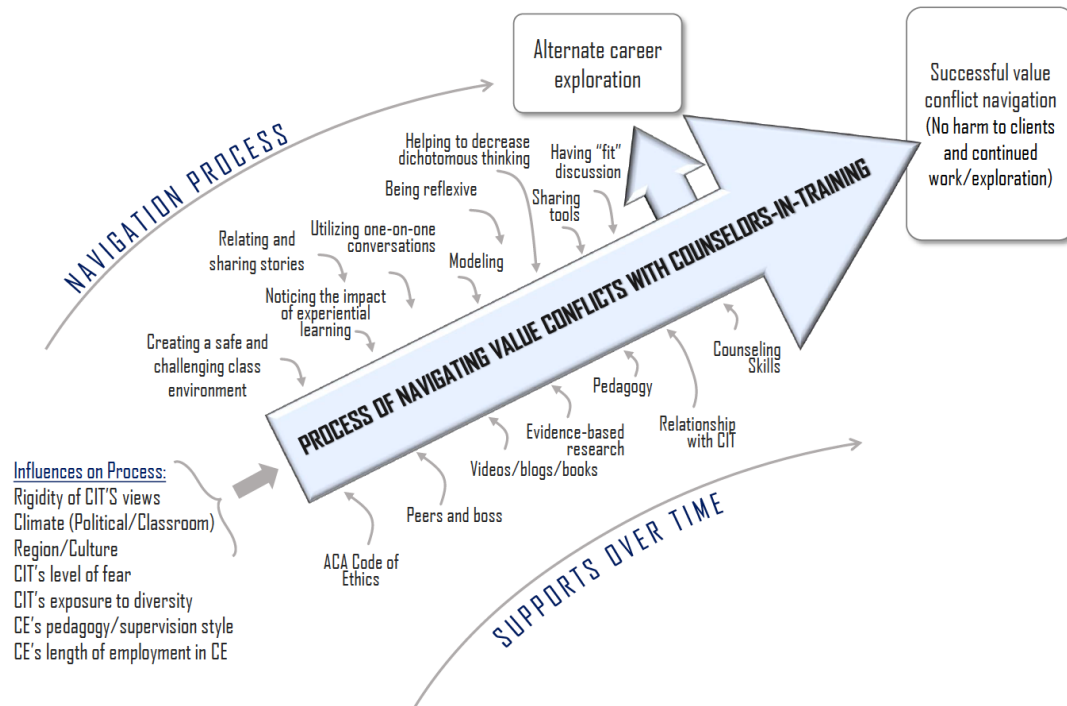 Alternate career
exploration
Successful value
conflict navigation
(No harm to clients
and continued
work/exploration)
NAVIGATION PROCESS
Helping to decrease
dichotomous thinking
Having "fit"
discussion
Being reflexive
Sharing
tools
Utilizing one-on-one
conversations
Modeling
Relating and
sharing stories
Noticing the impact
of experiential
learning
Creating a safe and
challenging class
environment
PROCESS OF NAVIGATING VALUE CONFLICTS WITH COUNSELORS-IN-TRAINING
Counseling
Skills
Pedagogy
Relationship
with CIT
Evidence-based
research
Videos/blogs/books
Peers and boss
ACA Code of
Ethics
Influences on Process:
Rigidity of CIT'S views
Climate (Political/Classroom)
Region/Culture
CIT's level of fear
CIT's exposure to diversity
CE's pedagogy/supervision style
CE's length of employment in CE
SUPPORTS OVER TIME